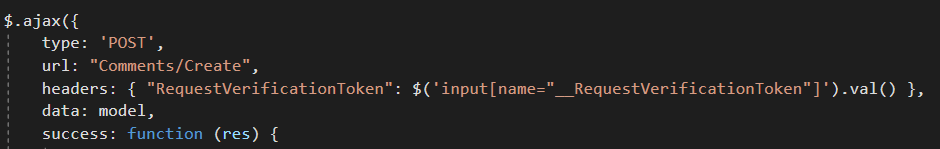 $.ajax({
type: 'POST',
url: "Comments/Create",
headers: { "RequestVerificationToken": $('input[name="__RequestVerificationToken"]').val() },
data: model,
success: function (res) {